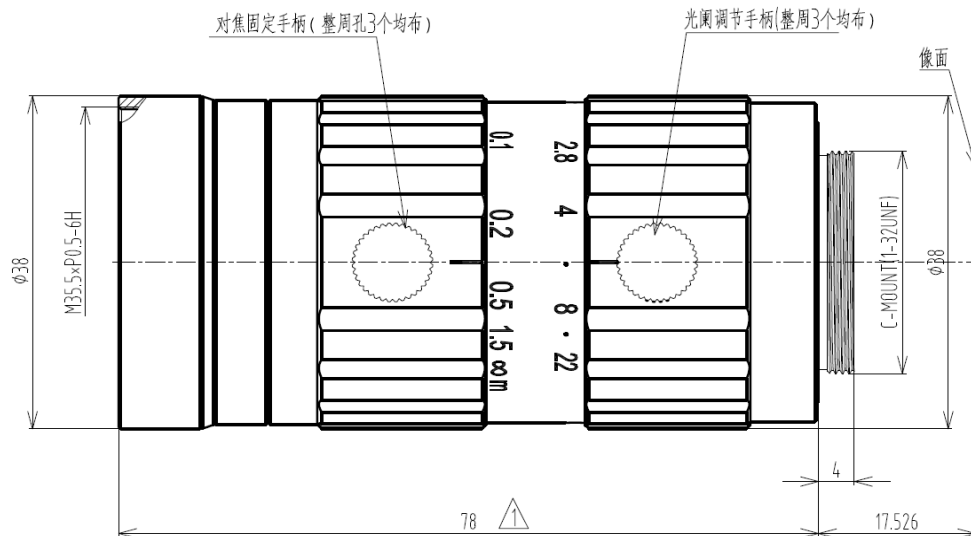 对焦固定手柄(整周孔3个均布)
光阑调节手柄(整周3个均布)
像面
0.1
0.2
0.5
1.5
∞m
2.8
4
·
8
·
22
φ38
M35.5×P0.5-6H
C-MOUNT(1-32UNF)
φ38
4
78
1
17.526